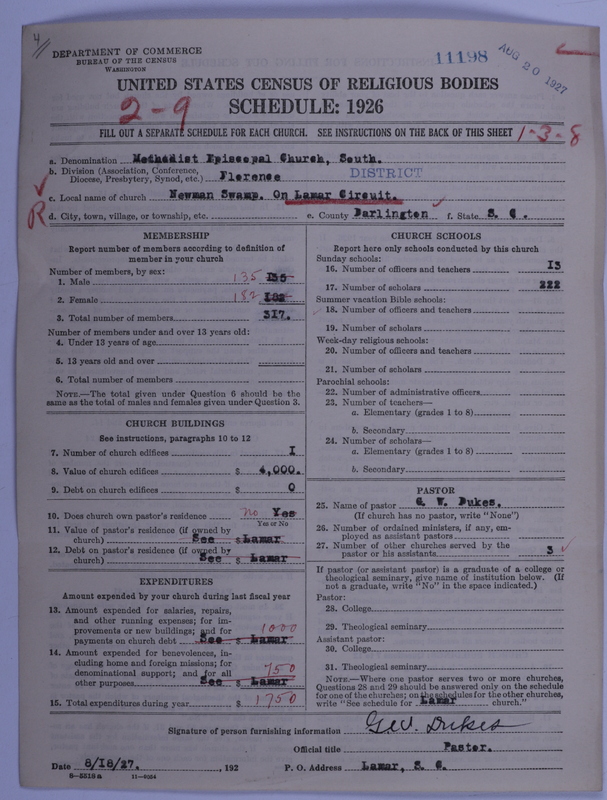 4
DEPARTMENT OF COMMERCE
BUREAU OF THE CENSUS
WASHINGTON
11198
AUG 20 1927
UNITED STATES CENSUS OF RELIGIOUS BODIES
SCHEDULE: 1926
2-9
FILL OUT A SEPARATE SCHEDULE FOR EACH CHURCH. SEE INSTRUCTIONS ON THE BACK OF THIS SHEET
1-3-8
a. Denomination Methodist Episcopal Church, South.
b. Division (Association, Conference, Diocese, Presbytery, Synod, etc.) Florence DISTRICT
c. Local name of church Newman Swamp. On Lamar Circuit.
R
d. City, town, village, or township, etc. e. County Darlington f. State S. C.
MEMBERSHIP
Report number of members according to definition of
member in your church
Number of members, by sex:
1. Male 135 135
2. Female 182 182
3. Total number of members 317.
Number of members under and over 13 years old:
4. Under 13 years of age
5. 13 years old and over
6. Total number of members
NOTE.—The total given under Question 6 should be the
same as the total of males and females given under Question 3.
CHURCH BUILDINGS
See instructions, paragraphs 10 to 12
7. Number of church edifices I
8. Value of church edifices $ 4,000.
9. Debt on church edifices $ 0
10. Does church own pastor's residence no Yes
Yes or No
11. Value of pastor's residence (if owned by
church) See $ Lamar
12. Debt on pastor's residence (if owned by
church) See $ Lamar
EXPENDITURES
Amount expended by your church during last fiscal year
13. Amount expended for salaries, repairs,
and other running expenses; for im-
provements or new buildings; and for
payments on church debt See $ Lamar 1000
14. Amount expended for benevolences, in-
cluding home and foreign missions; for
denominational support; and for all
other purposes See $ Lamar 750
15. Total expenditures during year $ 1750
CHURCH SCHOOLS
Report here only schools conducted by this church
Sunday schools:
16. Number of officers and teachers I3
17. Number of scholars 222
Summer vacation Bible schools:
18. Number of officers and teachers
19. Number of scholars
Week-day religious schools:
20. Number of officers and teachers
21. Number of scholars
Parochial schools:
22. Number of administrative officers
23. Number of teachers—
a. Elementary (grades 1 to 8)
b. Secondary
24. Number of scholars—
a. Elementary (grades 1 to 8)
b. Secondary
PASTOR
25. Name of pastor G. W. Dukes.
(If church has no pastor, write "None")
26. Number of ordained ministers, if any, em-
ployed as assistant pastors
27. Number of other churches served by the
pastor or his assistants 3
If pastor (or assistant pastor) is a graduate of a college or
theological seminary, give name of institution below. (If
not a graduate, write "No" in the space indicated.)
Pastor:
28. College
29. Theological seminary
Assistant pastor:
30. College
31. Theological seminary
NOTE.—Where one pastor serves two or more churches,
Questions 28 and 29 should be answered only on the schedule
for one of the churches; on the schedules for the other churches,
write "See schedule for Lamar church."
Signature of person furnishing information G. W. Dukes
Official title Pastor.
Date 8/18/27. , 192 P. O. Address Lamar, S. C.
8-5518a 11-9054